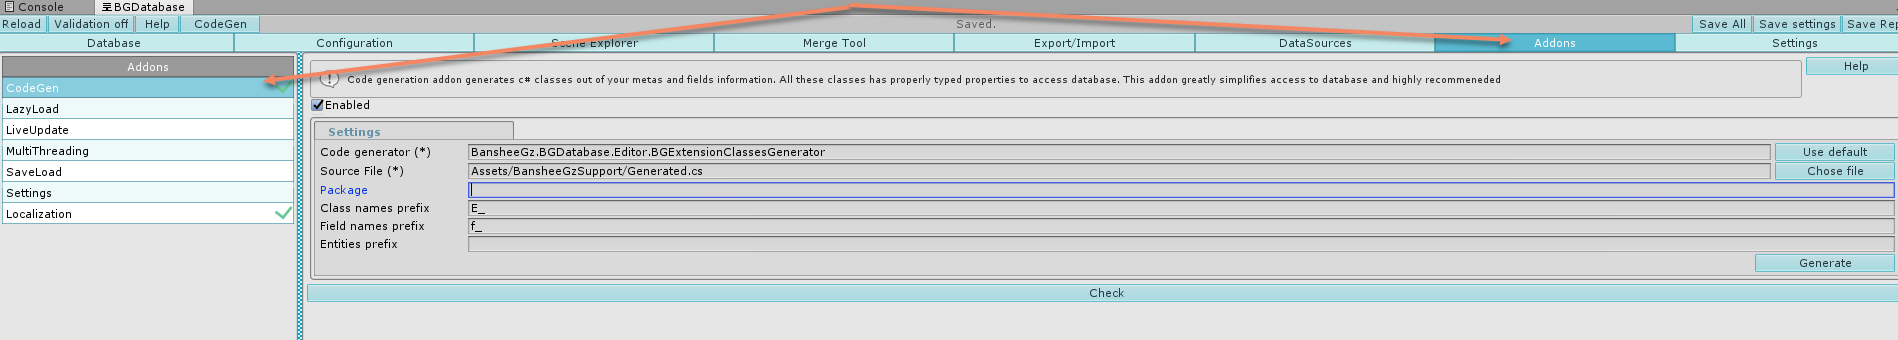 Console BGDatabase
Reload Validation off Help CodeGen Saved. Save All Save settings Save Rep
Database Configuration Scene Explorer Merge Tool Export/Import DataSources Addons Settings
Addons
CodeGen
LazyLoad
LiveUpdate
MultiThreading
SaveLoad
Settings
Localization
Code generation addon generates c# classes out of your metas and fields information. All these classes has properly typed properties to access database. This addon greatly simplifies access to database and highly recommeneded
Help
Enabled
Settings
Code generator (*) BansheeGz.BGDatabase.Editor.BGExtensionClassesGenerator Use default
Source File (*) Assets/BansheeGzSupport/Generated.cs Chose file
Package
Class names prefix E_
Field names prefix f_
Entities prefix
Generate
Check